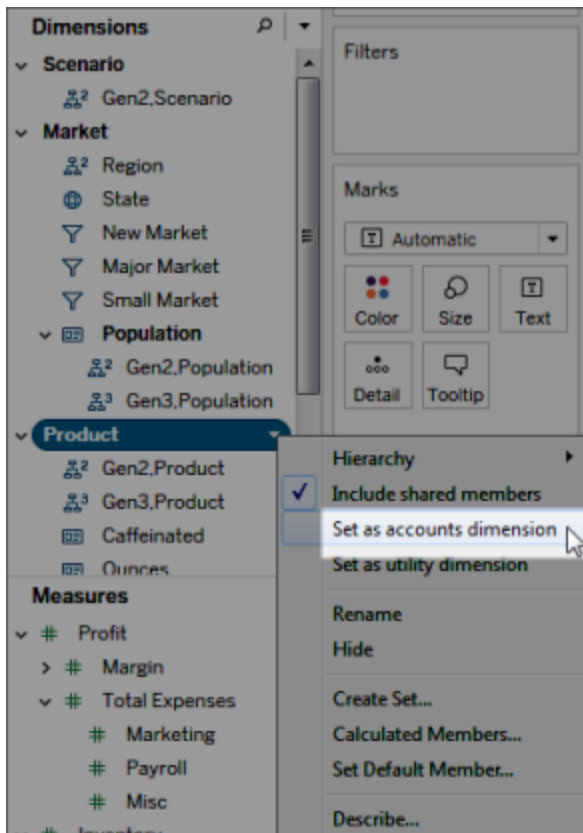 Dimensions
Scenario
Gen2,Scenario
Market
Region
State
New Market
Major Market
Small Market
Population
Gen2,Population
Gen3,Population
Product
Gen2,Product
Gen3,Product
Caffeinated
Ounces
Measures
Profit
Margin
Total Expenses
Marketing
Payroll
Misc
Inventory
Filters
Marks
Automatic
Color
Size
Text
Detail
Tooltip
Hierarchy
Include shared members
Set as accounts dimension
Set as utility dimension
Rename
Hide
Create Set...
Calculated Members...
Set Default Member...
Describe...